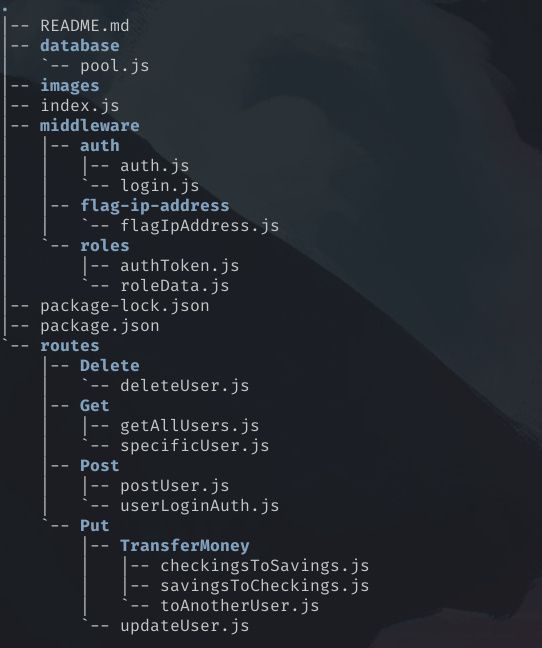 .
|-- README.md
|-- database
|   `-- pool.js
|-- images
|-- index.js
|-- middleware
|   |-- auth
|   |   |-- auth.js
|   |   `-- login.js
|   |-- flag-ip-address
|   |   `-- flagIpAddress.js
|   `-- roles
|       |-- authToken.js
|       `-- roleData.js
|-- package-lock.json
|-- package.json
`-- routes
    |-- Delete
    |   `-- deleteUser.js
    |-- Get
    |   |-- getAllUsers.js
    |   `-- specificUser.js
    |-- Post
    |   |-- postUser.js
    |   `-- userLoginAuth.js
    `-- Put
        |-- TransferMoney
        |   |-- checkingsToSavings.js
        |   |-- savingsToCheckings.js
        |   `-- toAnotherUser.js
        `-- updateUser.js